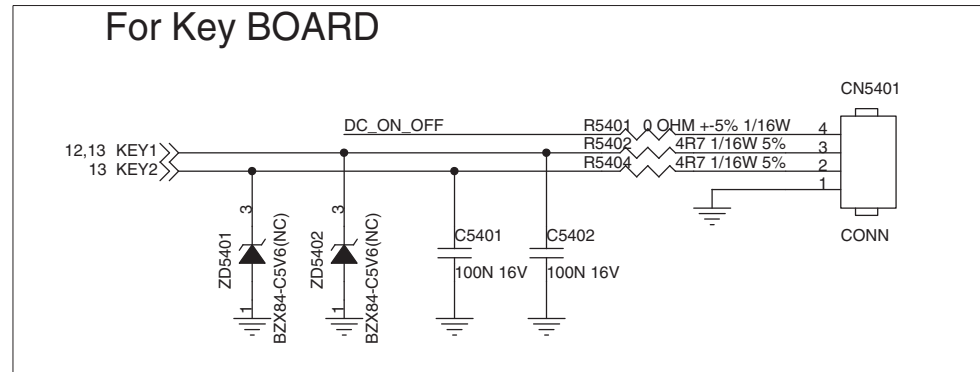 For Key BOARD
CN5401
DC_ON_OFF R5401 0 OHM +-5% 1/16W 4
12,13 KEY1 R5402 4R7 1/16W 5% 3
13 KEY2 R5404 4R7 1/16W 5% 2
1
3 3
ZD5401 BZX84-C5V6(NC) ZD5402 BZX84-C5V6(NC) C5401 C5402 CONN
100N 16V 100N 16V
1 1